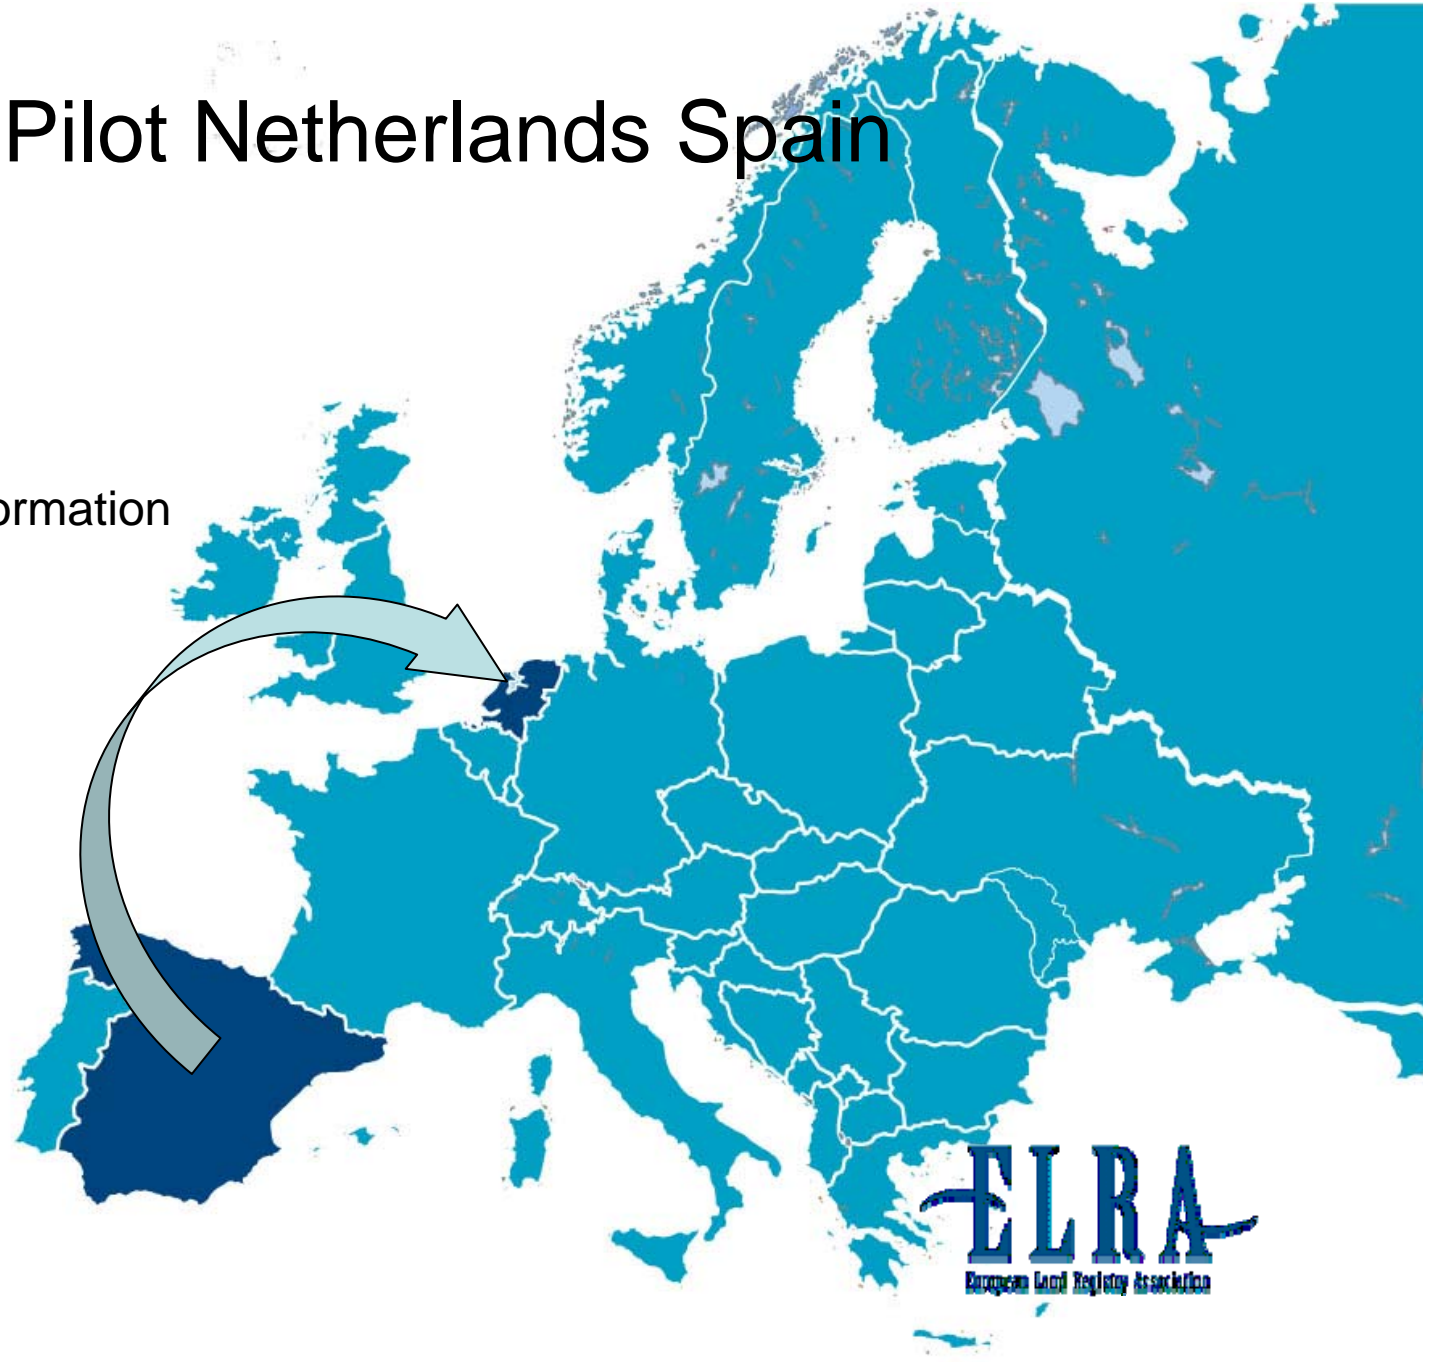 Pilot Netherlands Spain
ormation
ELRA
European Land Registry Association